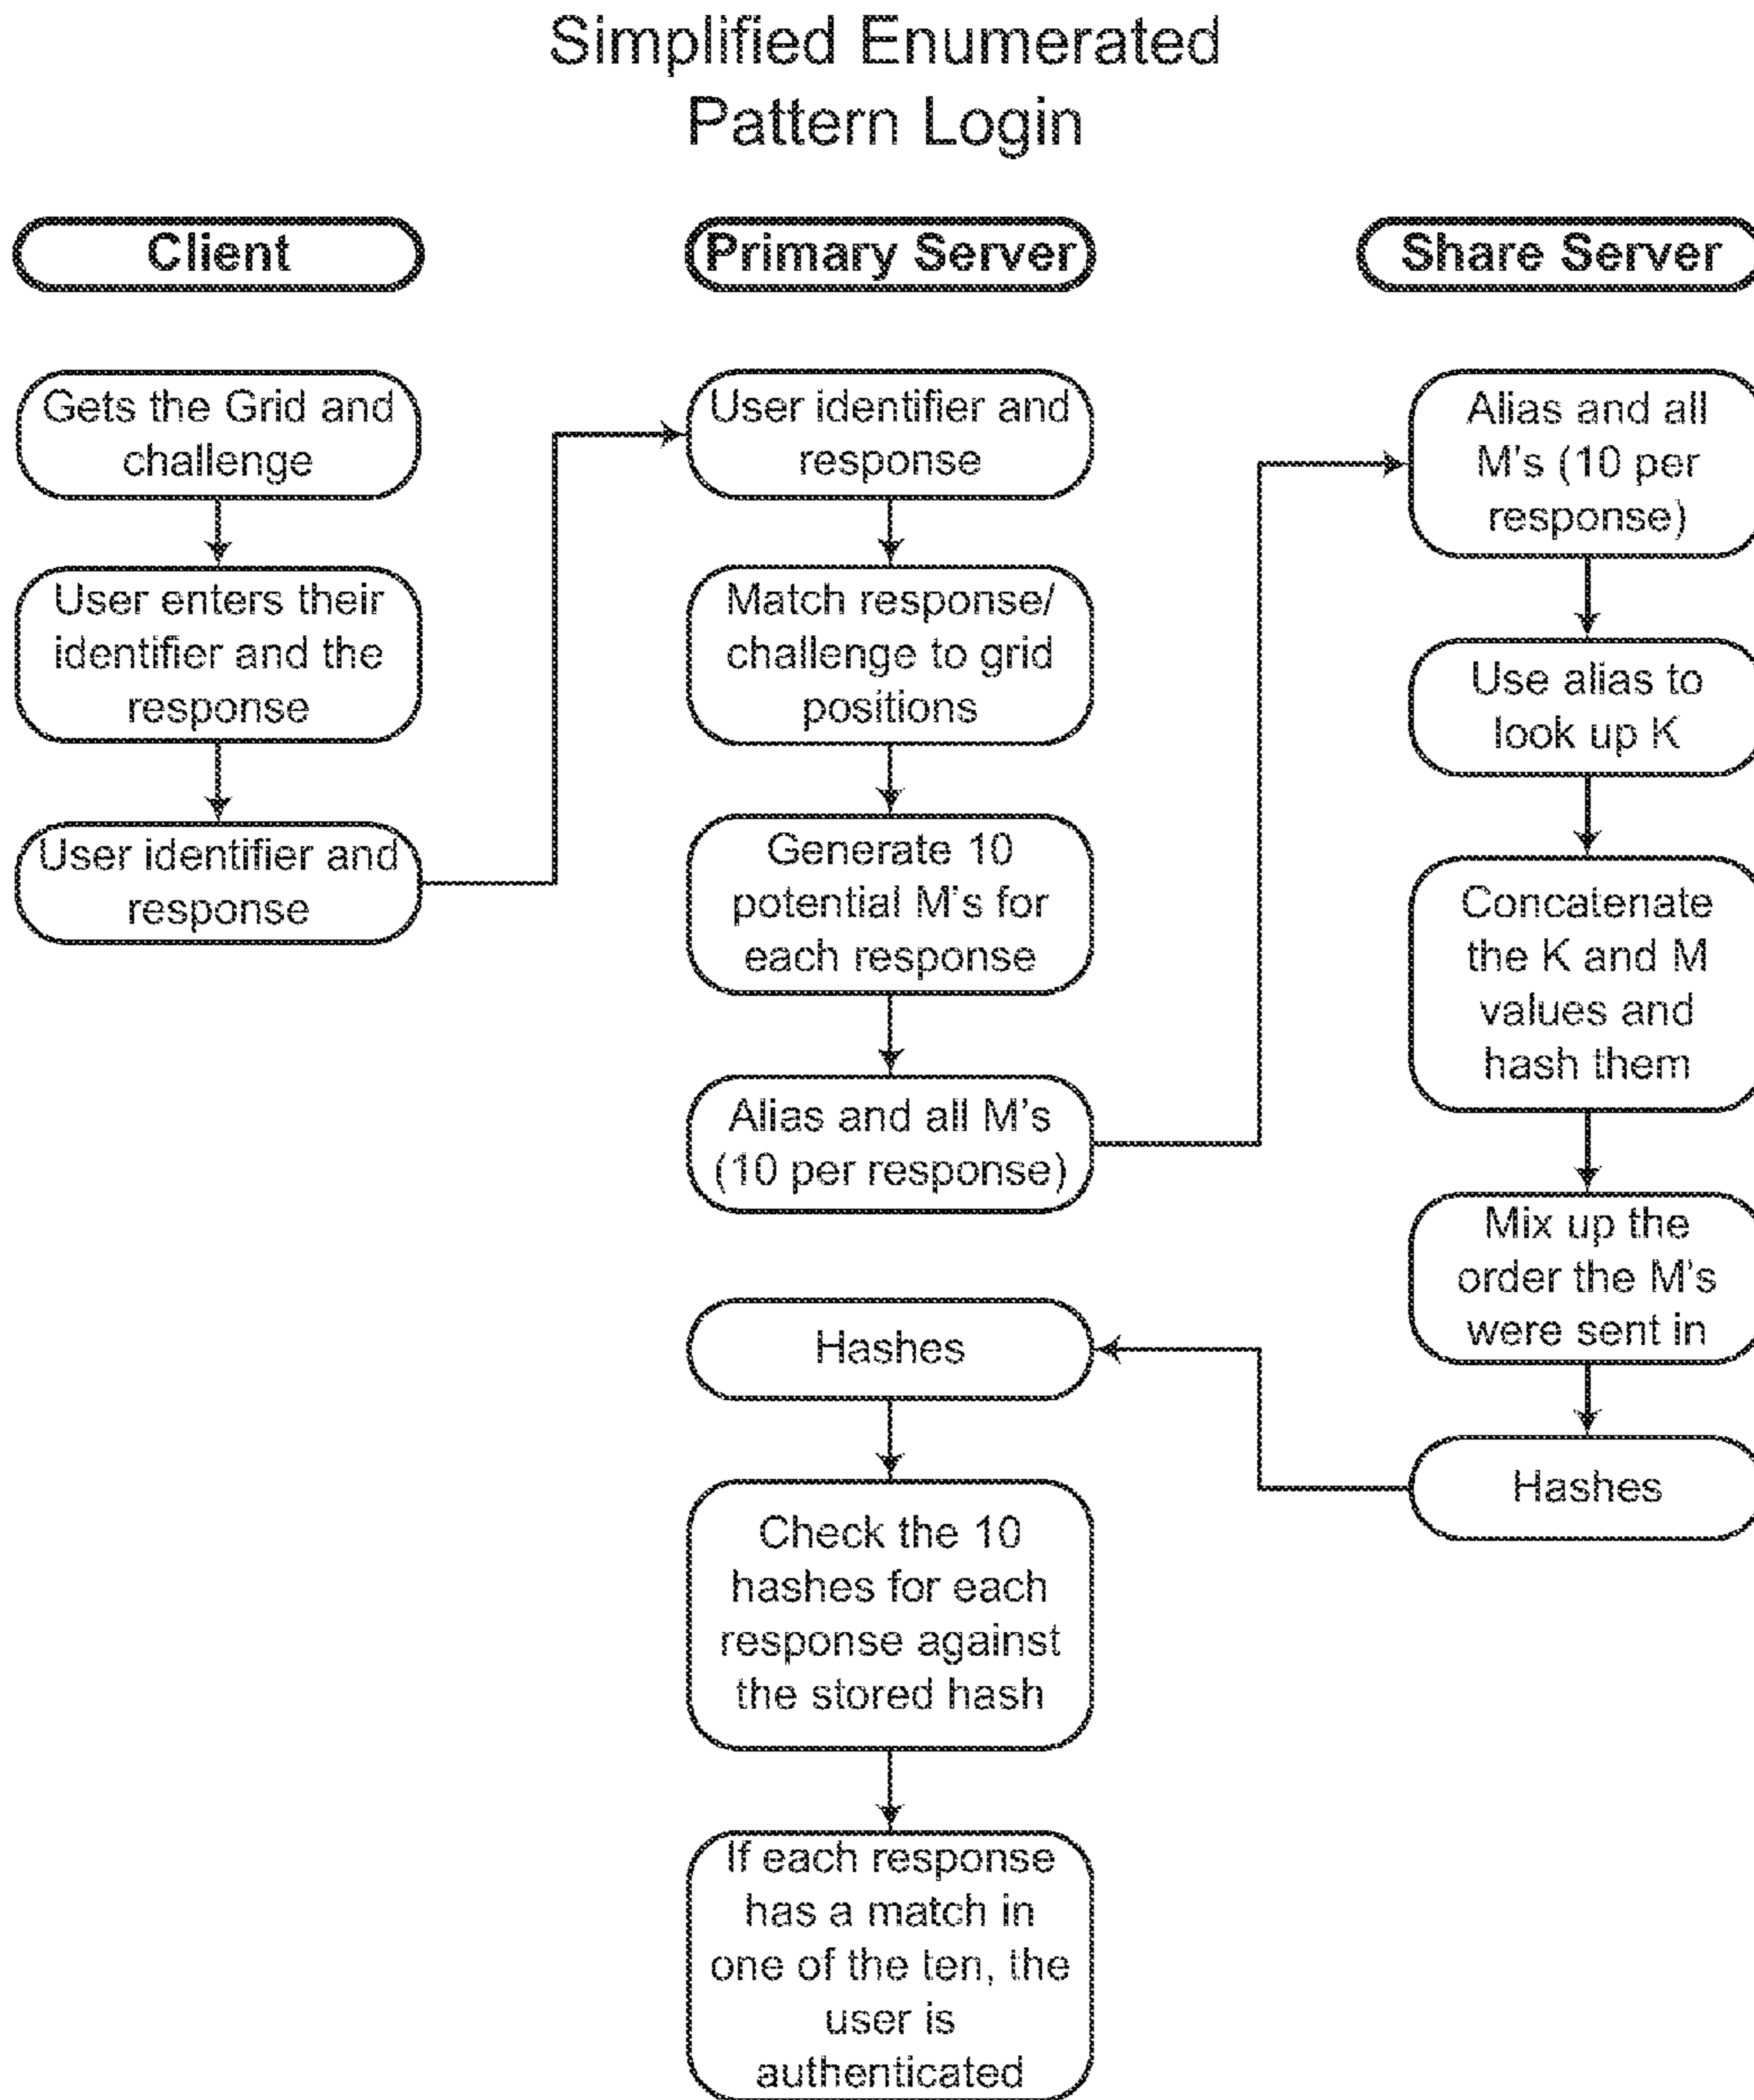 Simplified Enumerated
Pattern Login
Client
Primary Server
Share Server
Gets the Grid and
challenge
User enters their
identifier and the
response
User identifier and
response
User identifier and
response
Match response/
challenge to grid
positions
Generate 10
potential M's for
each response
Alias and all M's
(10 per response)
Alias and all
M's (10 per
response)
Use alias to
look up K
Concatenate
the K and M
values and
hash them
Mix up the
order the M's
were sent in
Hashes
Hashes
Check the 10
hashes for each
response against
the stored hash
If each response
has a match in
one of the ten, the
user is
authenticated